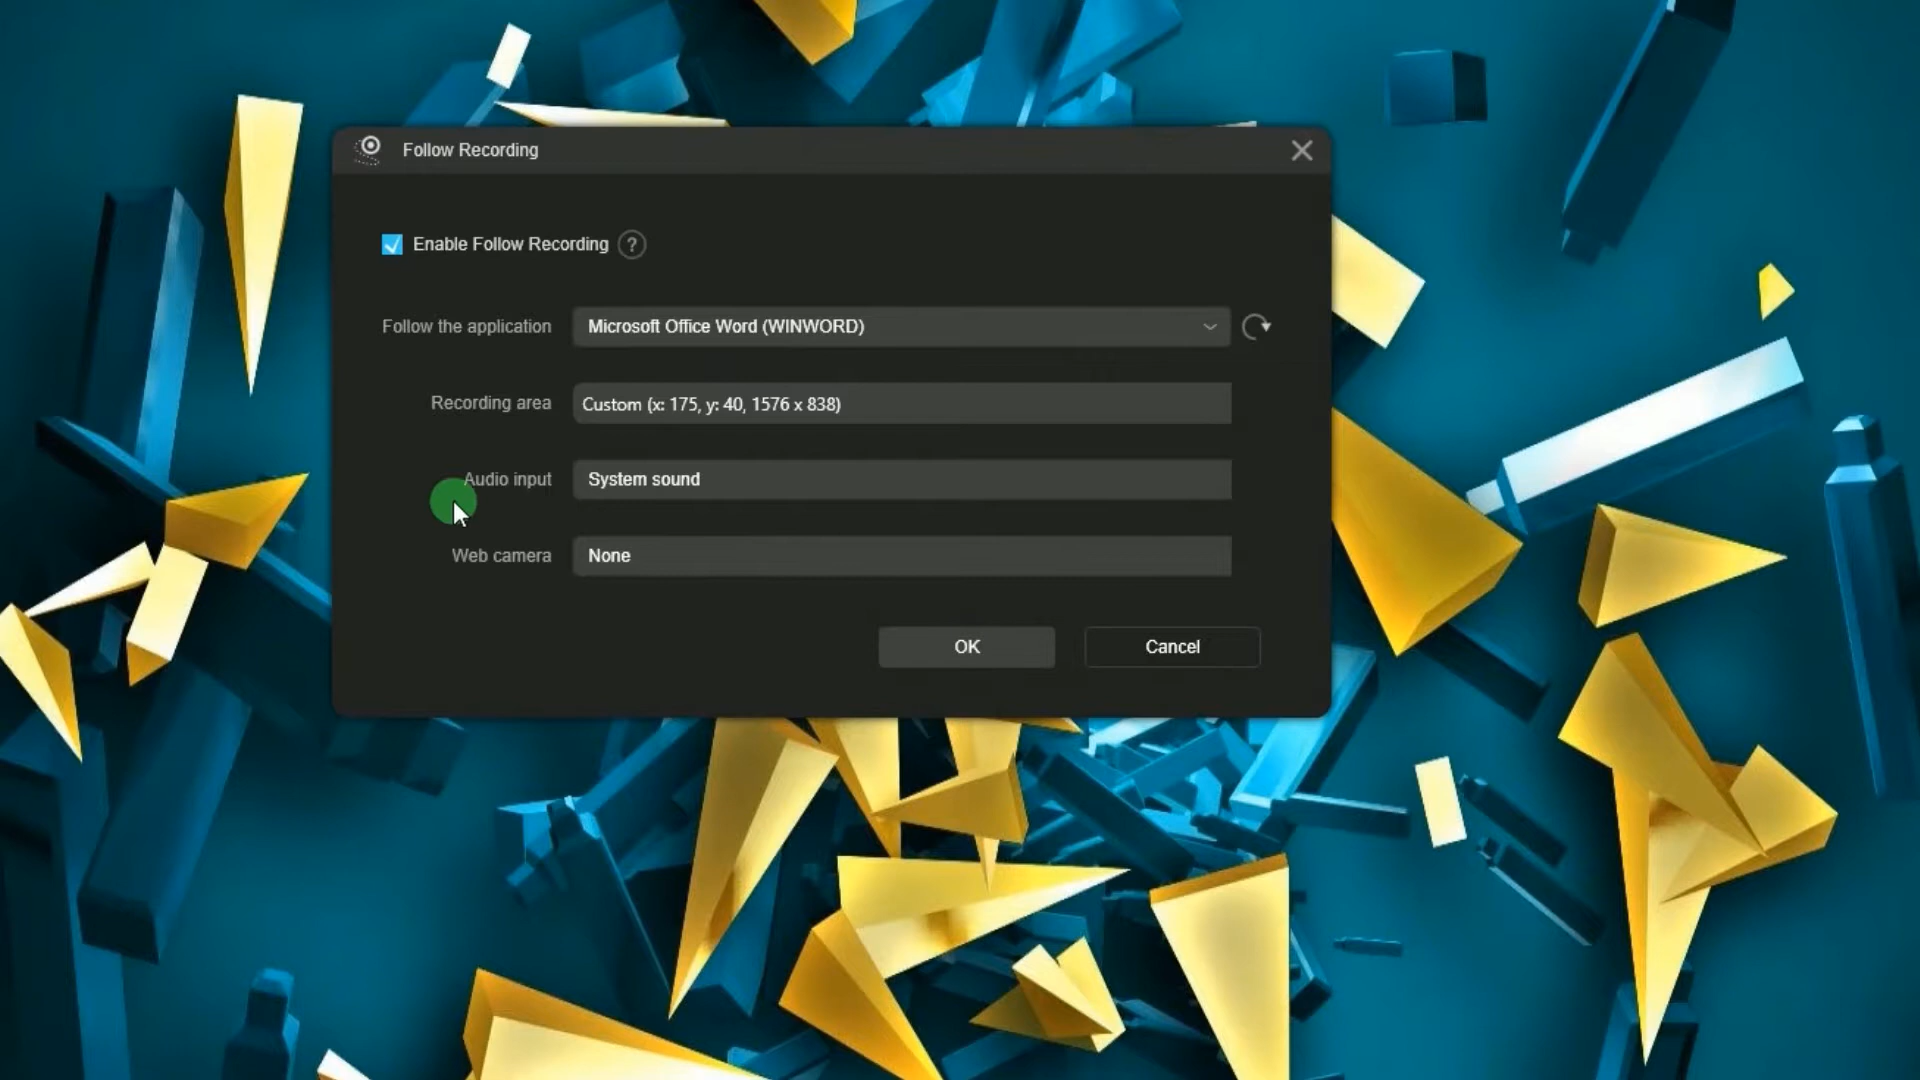 Follow Recording
Enable Follow Recording ?
Follow the application Microsoft Office Word (WINWORD)
Recording area Custom (x: 175, y: 40, 1576 x 838)
Audio input System sound
Web camera None
OK Cancel